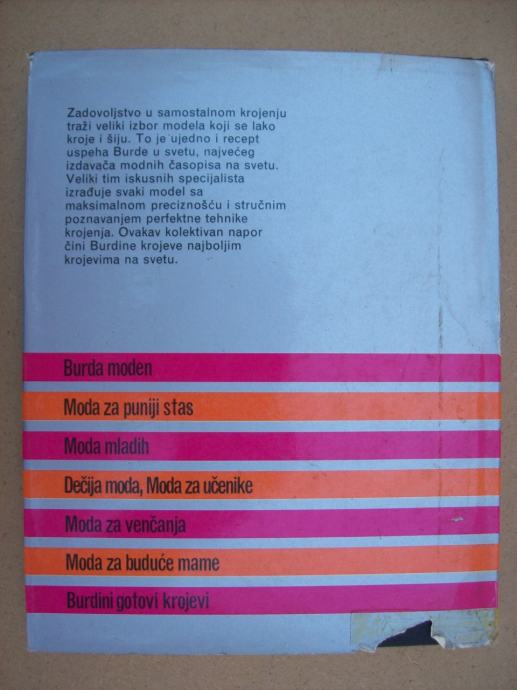 Zadovoljstvo u samostalnom krojenju
traži veliki izbor modela koji se lako
kroje i šiju. To je ujedno i recept
uspeha Burde u svetu, najvećeg
izdavača modnih časopisa na svetu.
Veliki tim iskusnih specijalista
izrađuje svaki model sa
maksimalnom preciznošću i stručnim
poznavanjem perfektne tehnike
krojenja. Ovakav kolektivan napor
čini Burdine krojeve najboljim
krojevima na svetu.
Burda moden
Moda za puniji stas
Moda mladih
Dečija moda, Moda za učenike
Moda za venčanja
Moda za buduće mame
Burdini gotovi krojevi